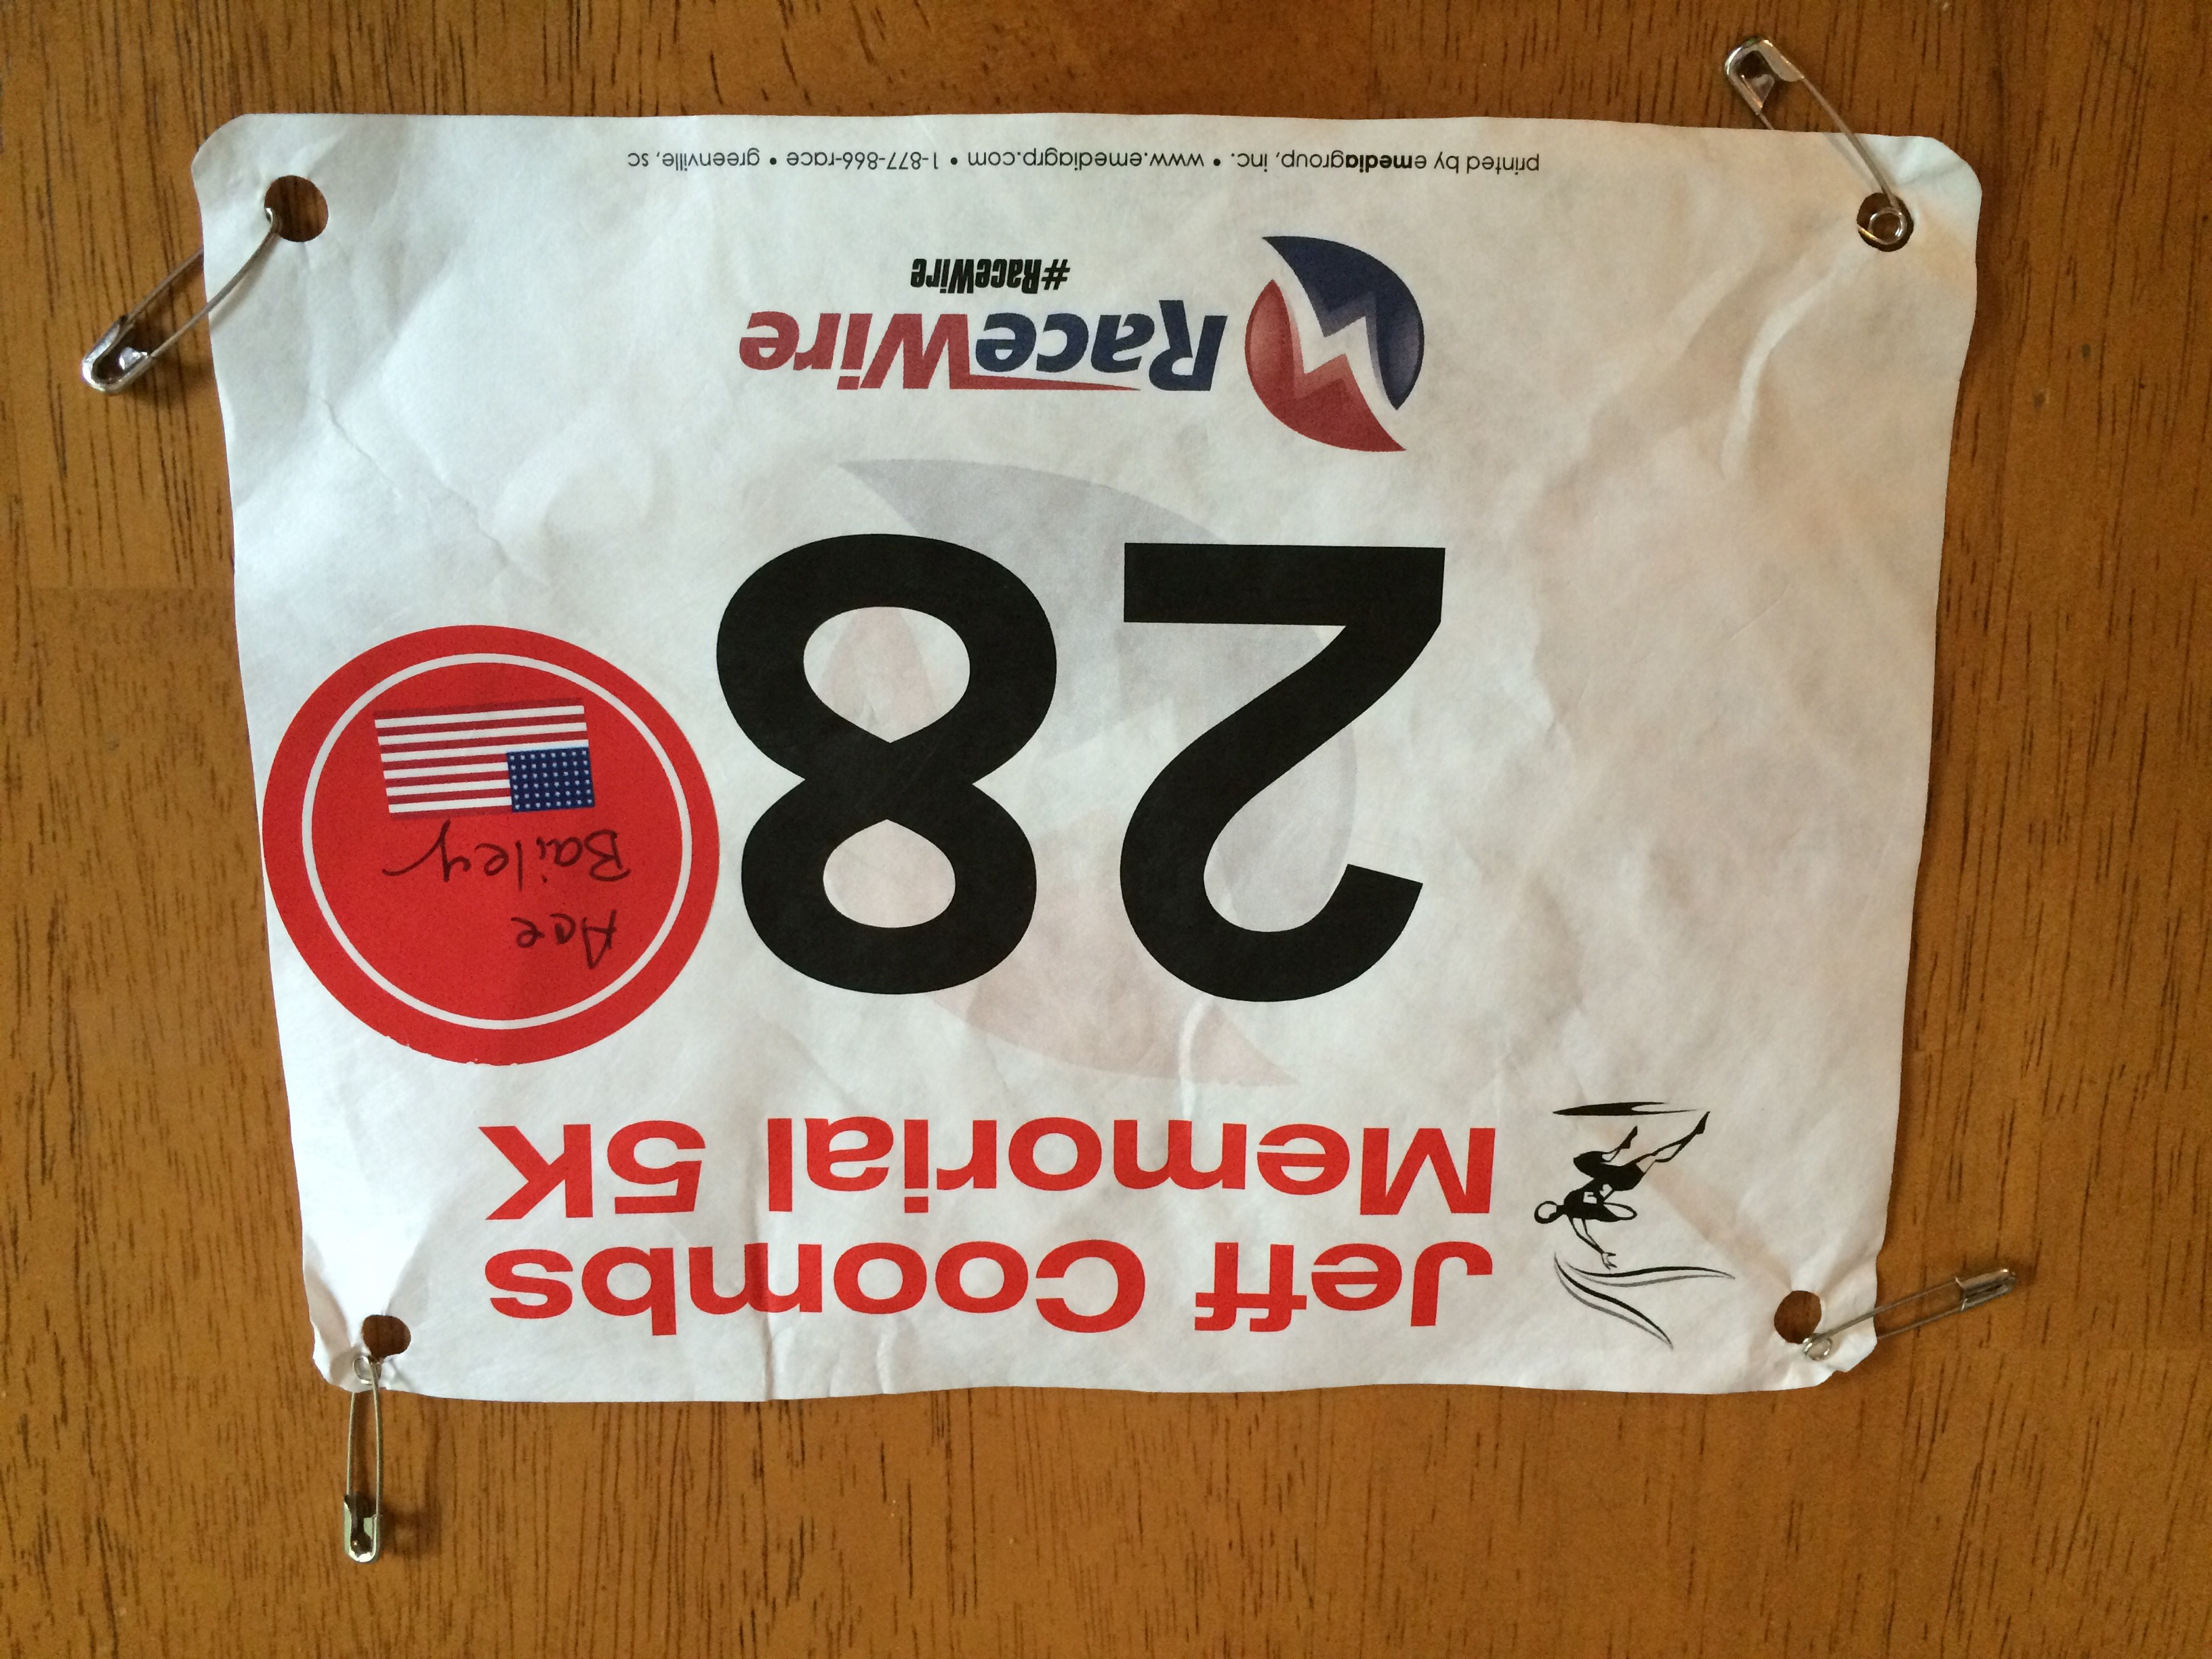 Jeff Coombs
Memorial 5K
28
Ace
Bailey
RaceWire
#RaceWire
printed by emediagroup, inc. • www.emediagrp.com • 1-877-866-race • greenville, sc